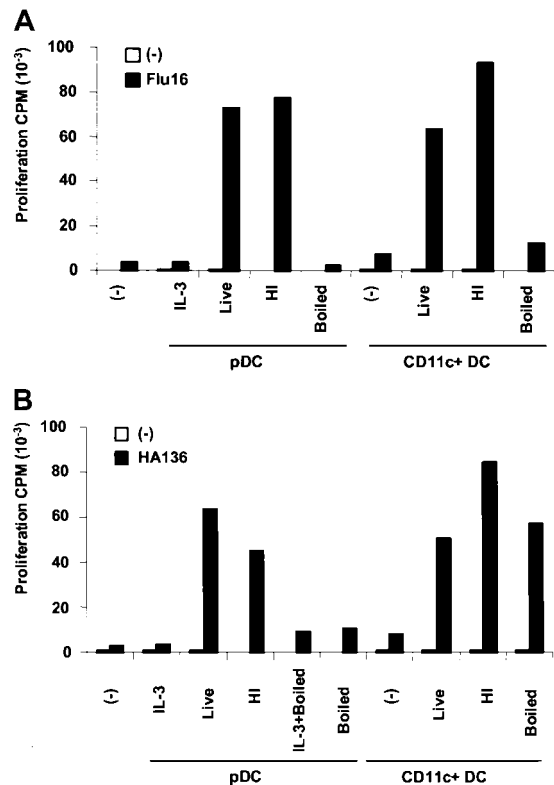 A
Proliferation CPM (10⁻³)
100
80
60
40
20
0
(-)
Flu16
(-)
IL-3
Live
HI
Boiled
(-)
Live
HI
Boiled
pDC
CD11c+ DC
B
Proliferation CPM (10⁻³)
100
80
60
40
20
0
(-)
HA136
(-)
IL-3
Live
HI
IL-3+Boiled
Boiled
(-)
Live
HI
Boiled
pDC
CD11c+ DC